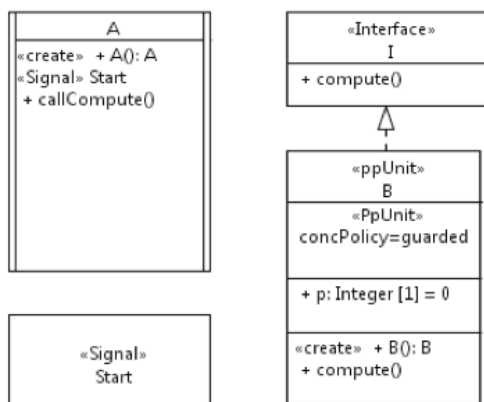 A
«create» + A(): A
«Signal» Start
+ callCompute()
«Signal»
Start
«Interface»
I
+ compute()
«ppUnit»
B
«PpUnit»
concPolicy=guarded
+ p: Integer [1] = 0
«create» + B(): B
+ compute()